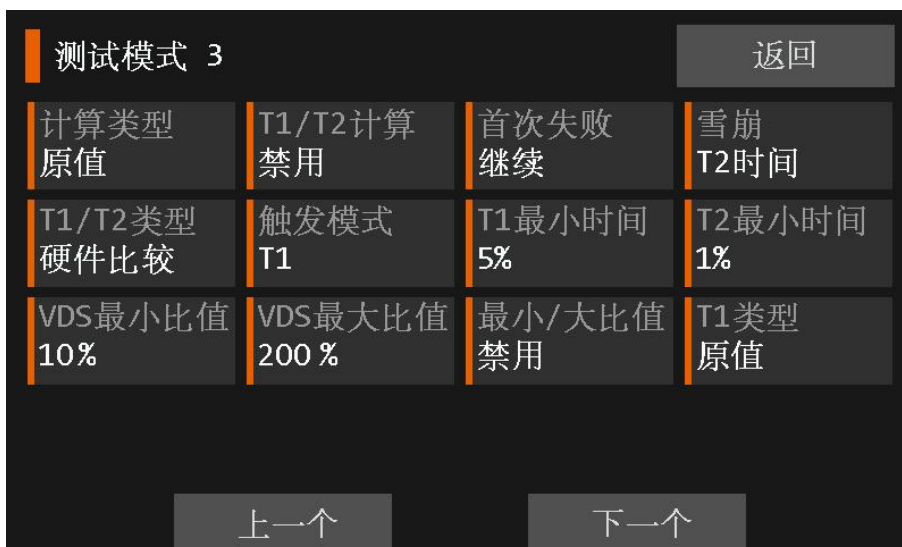 测试模式 3
返回
计算类型
原值
T1/T2计算
禁用
首次失败
继续
雪崩
T2时间
T1/T2类型
硬件比较
触发模式
T1
T1最小时间
5%
T2最小时间
1%
VDS最小比值
10%
VDS最大比值
200 %
最小/大比值
禁用
T1类型
原值
上一个
下一个